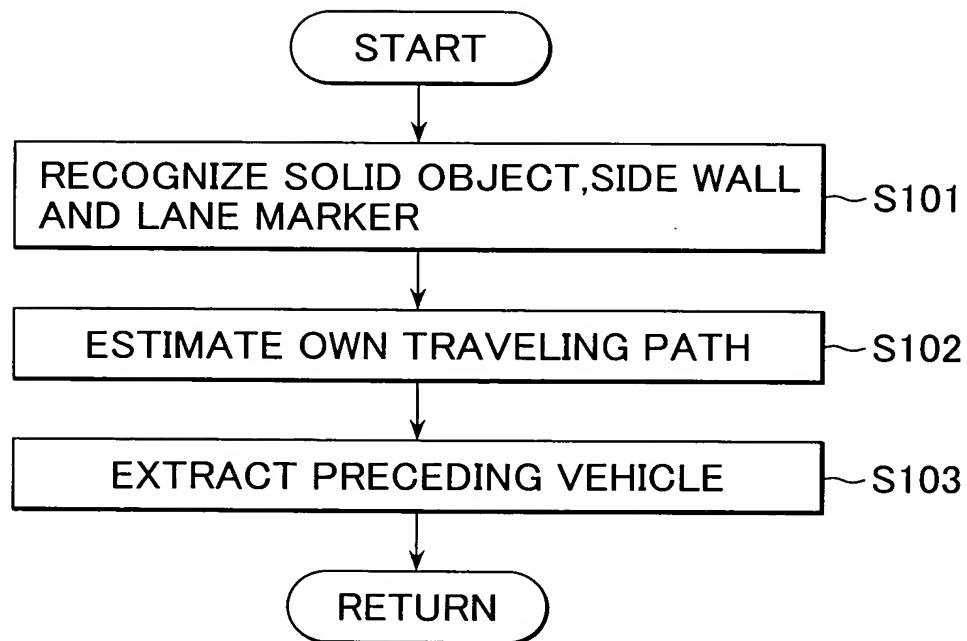 START
RECOGNIZE SOLID OBJECT,SIDE WALL
AND LANE MARKER
S101
ESTIMATE OWN TRAVELING PATH
S102
EXTRACT PRECEDING VEHICLE
S103
RETURN